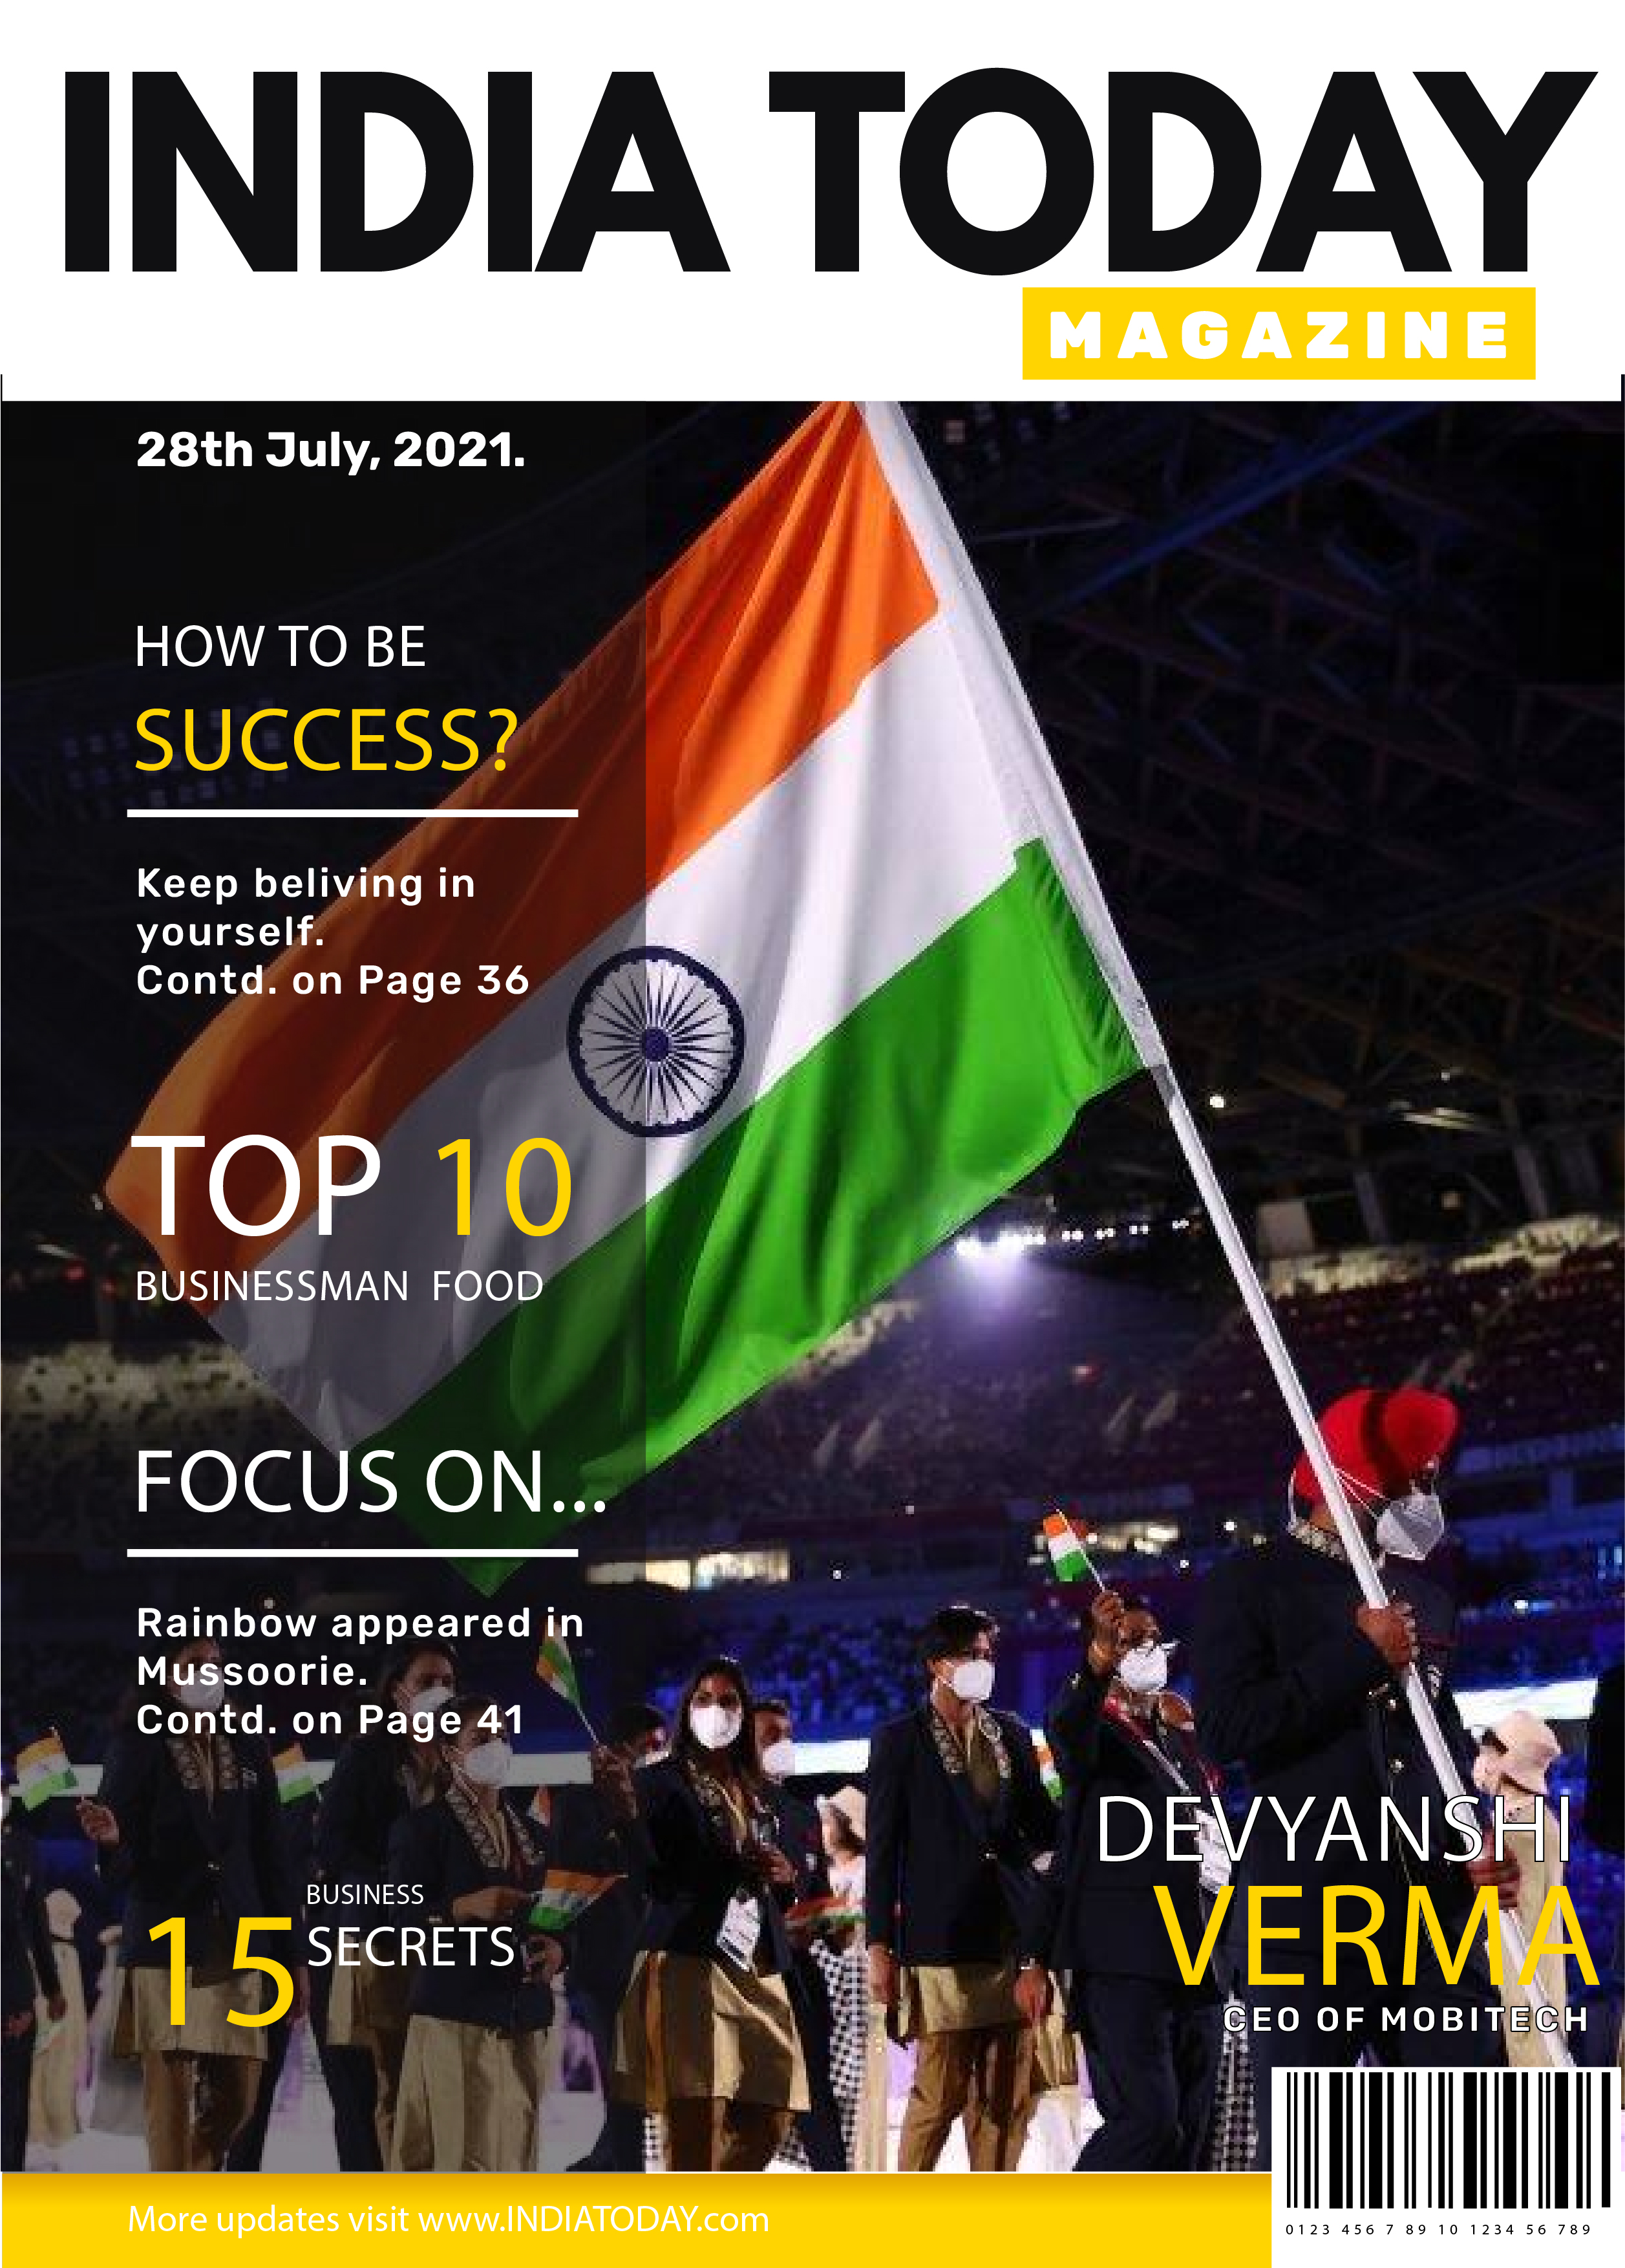 INDIA TODAY
MAGAZINE
28th July, 2021.
HOW TO BE
SUCCESS?
Keep beliving in
yourself.
Contd. on Page 36
TOP 10
BUSINESSMAN FOOD
FOCUS ON...
Rainbow appeared in
Mussoorie.
Contd. on Page 41
15 BUSINESS
SECRETS
DEVYANSHI
VERMA
CEO OF MOBITECH
More updates visit www.INDIATODAY.com
0123 456 7 89 10 1234 56 789